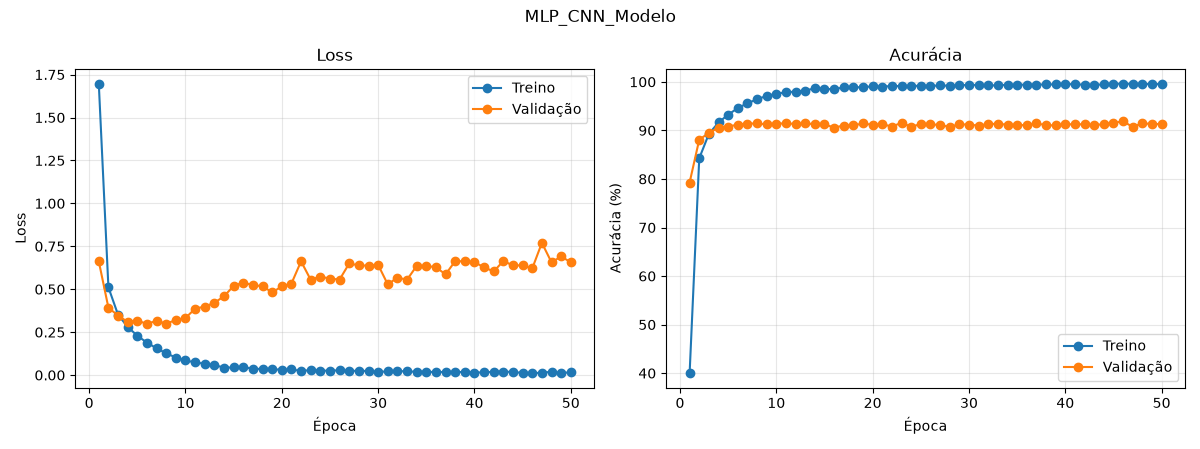 MLP_CNN_Modelo
Loss
1.75
1.50
1.25
1.00
0.75
0.50
0.25
0.00
Loss
0 10 20 30 40 50
Época
Treino
Validação
Acurácia
100
90
80
70
60
50
40
Acurácia (%)
0 10 20 30 40 50
Época
Treino
Validação